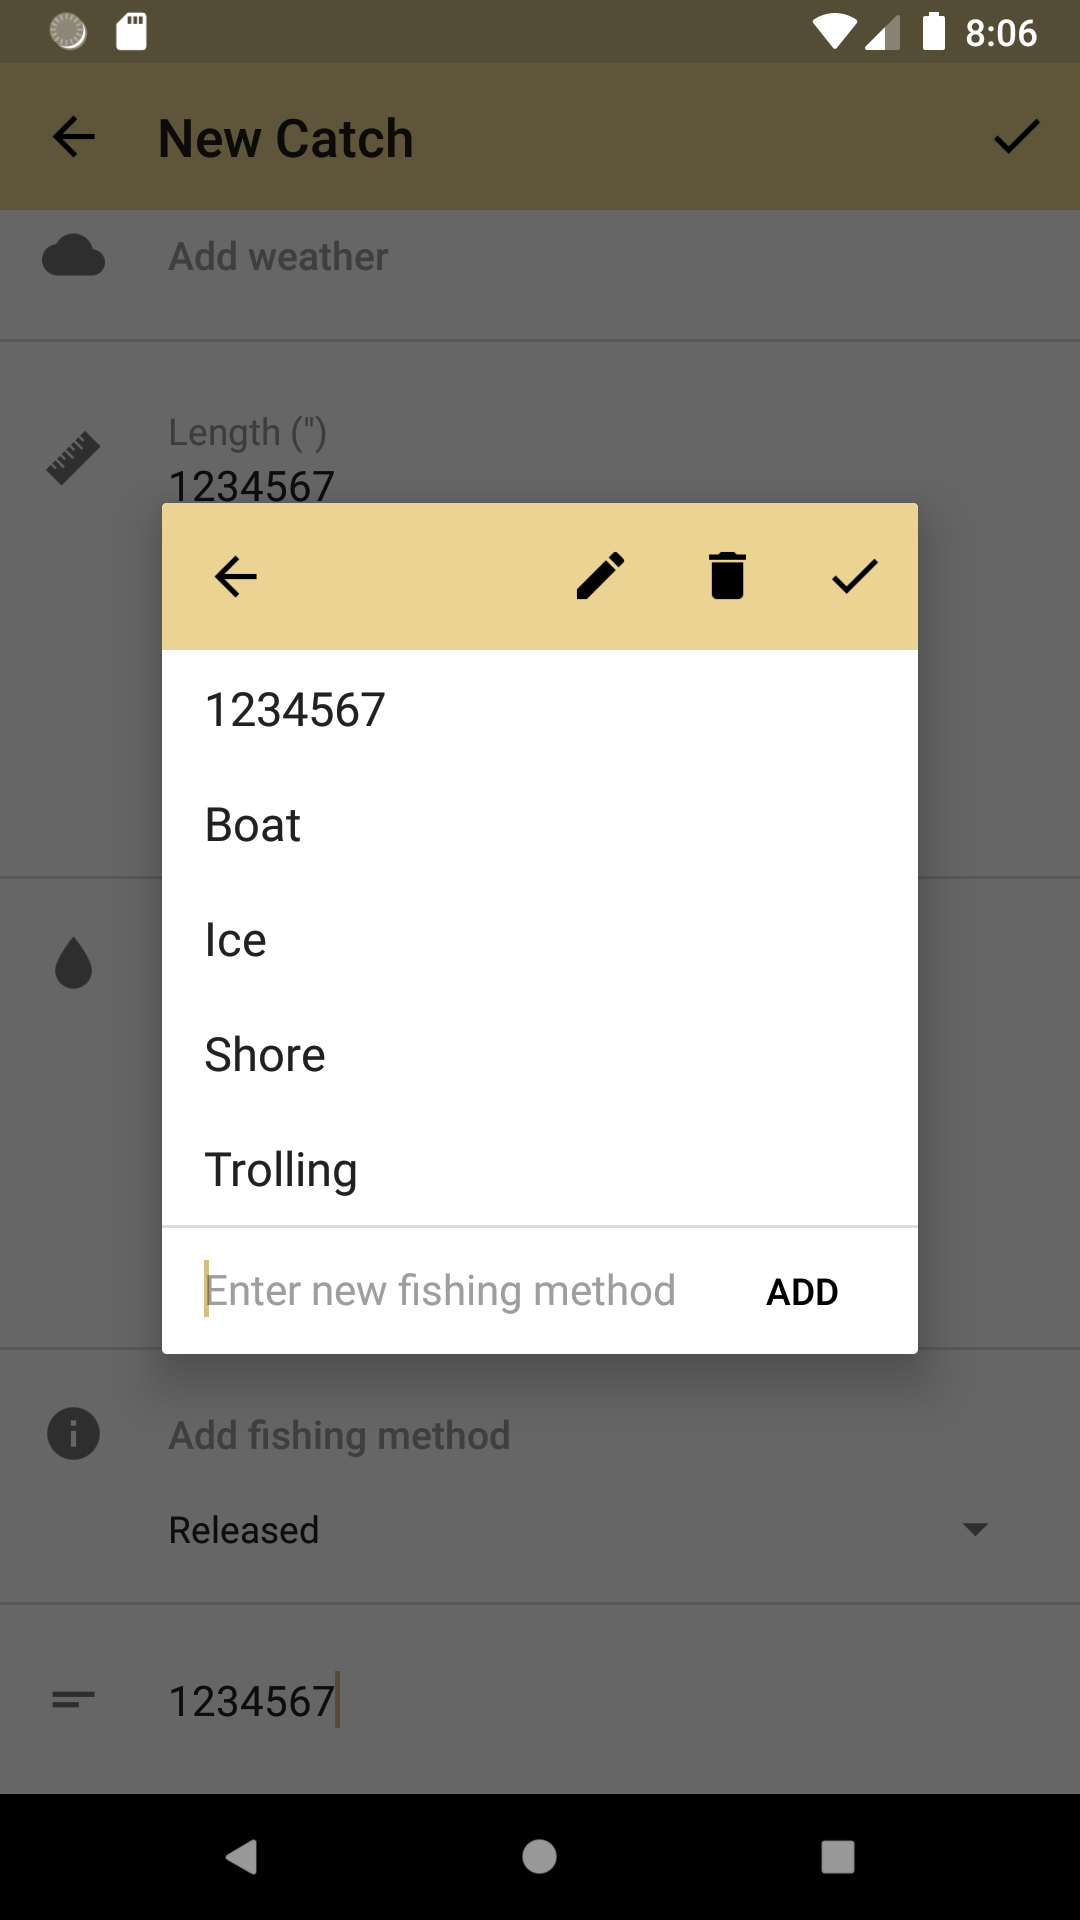 8:06
New Catch
Add weather
Length (")
1234567
1234567
Boat
Ice
Shore
Trolling
Enter new fishing method ADD
Add fishing method
Released
1234567